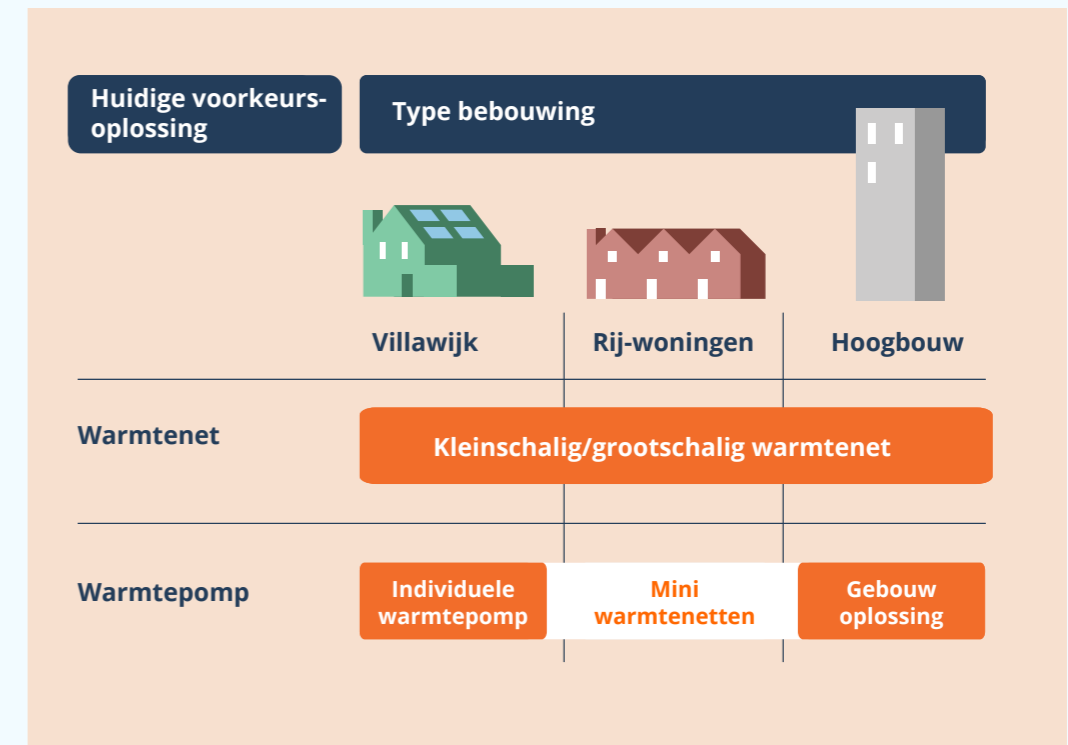 Huidige voorkeurs-
oplossing
Type bebouwing
Villawijk
Rij-woningen
Hoogbouw
Warmtenet
Kleinschalig/grootschalig warmtenet
Warmtepomp
Individuele
warmtepomp
Mini
warmtenetten
Gebouw
oplossing